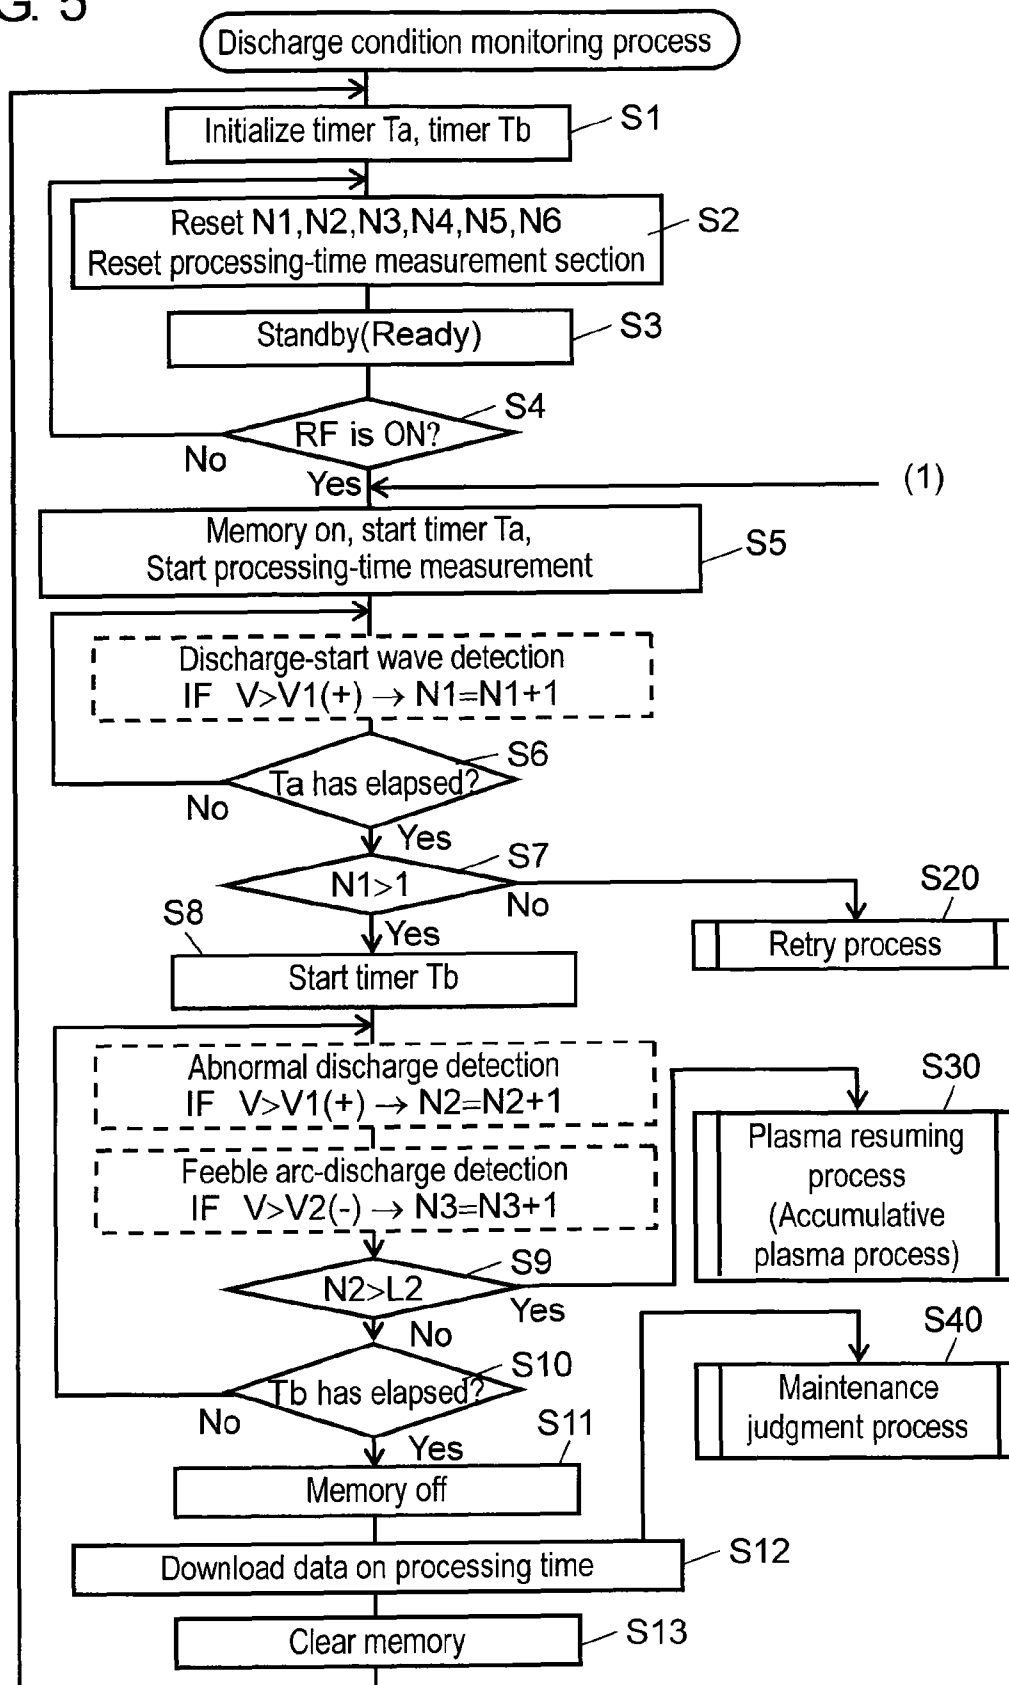 G. 5
Discharge condition monitoring process
Initialize timer Ta, timer Tb
S1
Reset N1,N2,N3,N4,N5,N6
Reset processing-time measurement section
S2
Standby(Ready)
S3
RF is ON?
S4
No
Yes
(1)
Memory on, start timer Ta,
Start processing-time measurement
S5
Discharge-start wave detection
IF V>V1(+) → N1=N1+1
Ta has elapsed?
S6
No
Yes
N1>1
S7
No
Yes
S20
Retry process
S8
Start timer Tb
Abnormal discharge detection
IF V>V1(+) → N2=N2+1
Feeble arc-discharge detection
IF V>V2(-) → N3=N3+1
S30
Plasma resuming
process
(Accumulative
plasma process)
N2>L2
S9
Yes
No
Tb has elapsed?
S10
No
Yes
S40
Maintenance
judgment process
S11
Memory off
Download data on processing time
S12
Clear memory
S13